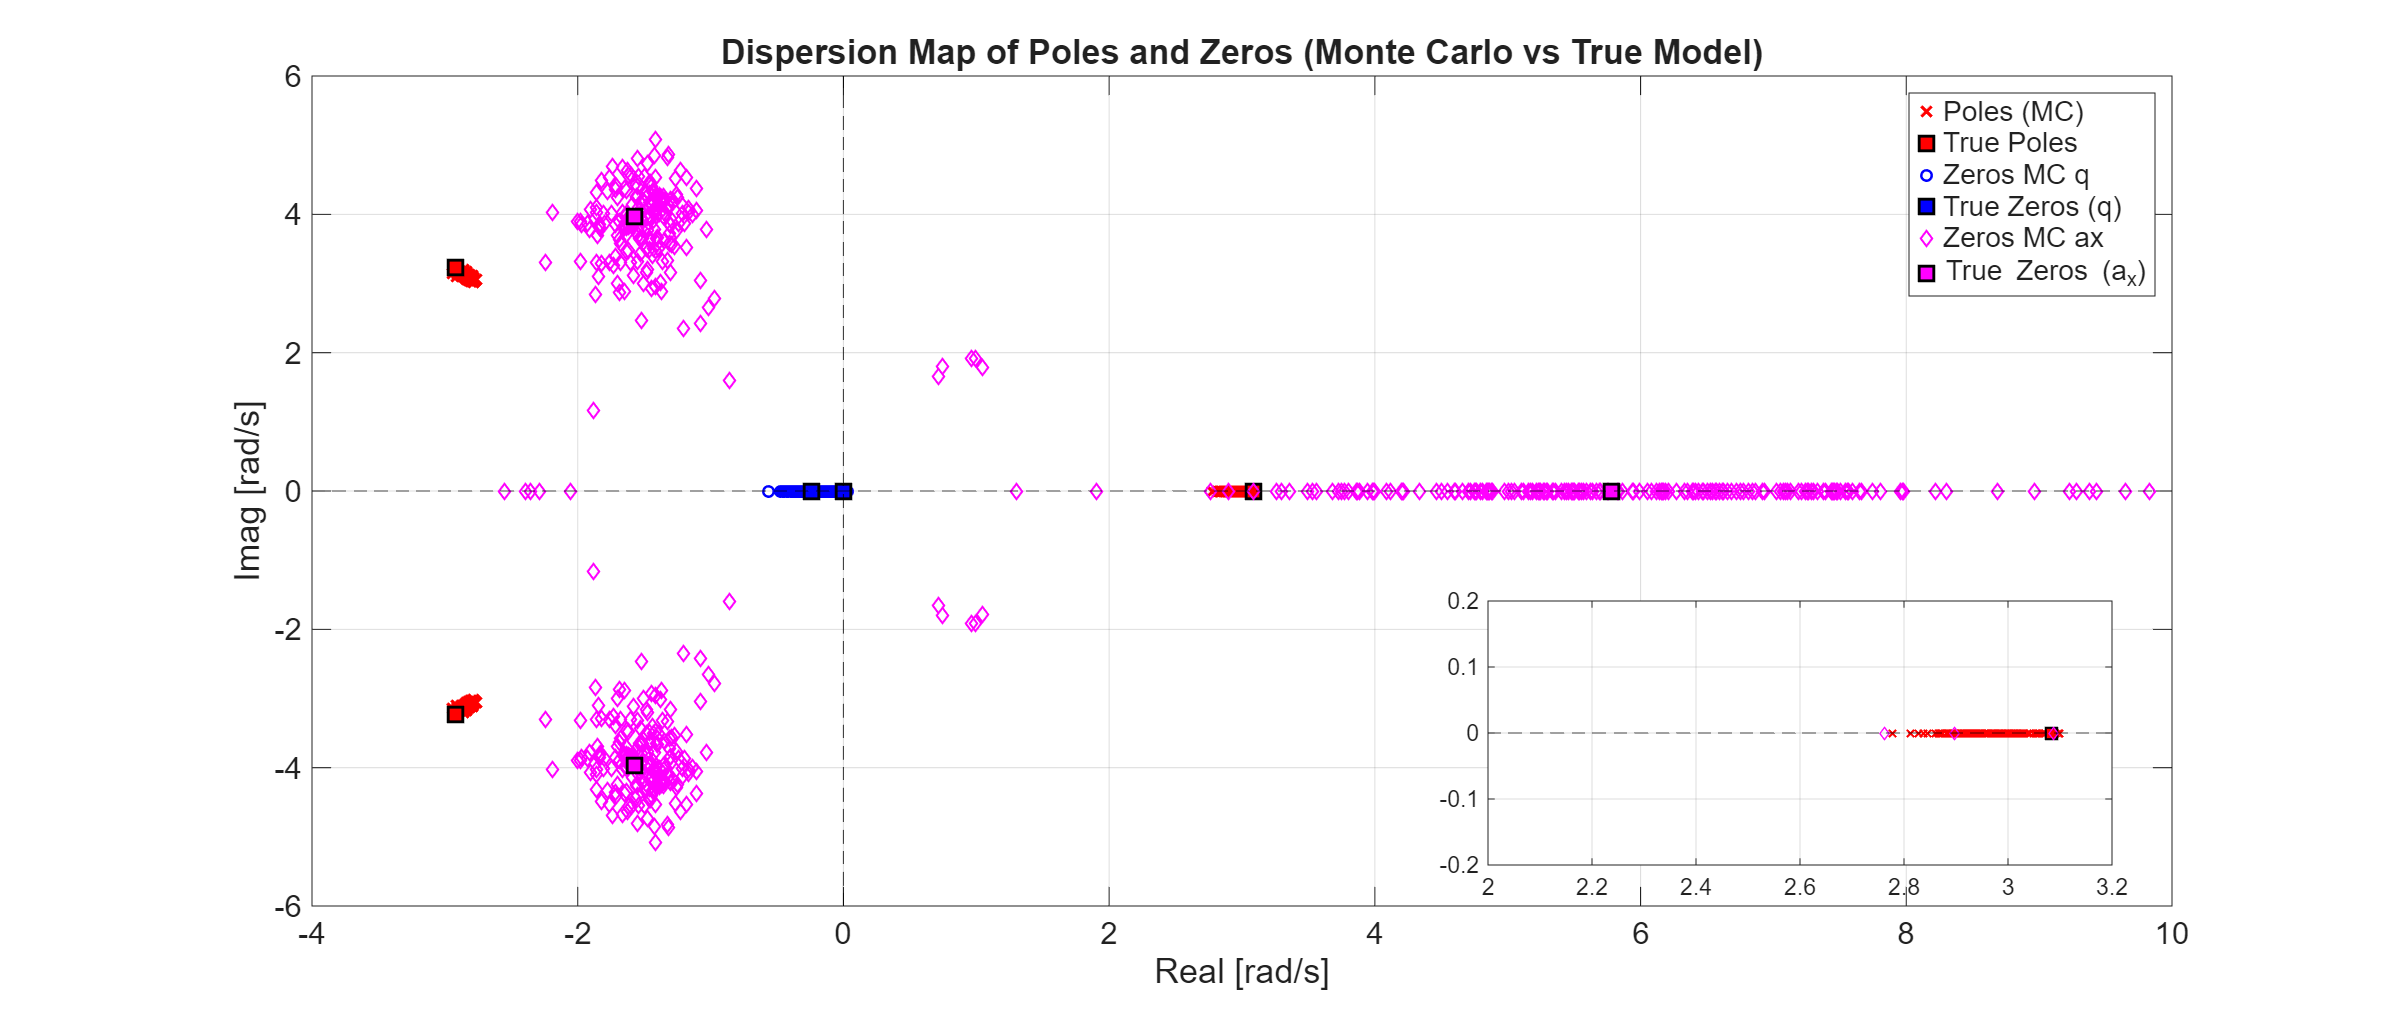 Dispersion Map of Poles and Zeros (Monte Carlo vs True Model)
6
4
2
0
-2
-4
-6
Imag [rad/s]
Poles (MC)
True Poles
Zeros MC q
True Zeros (q)
Zeros MC ax
True Zeros (ax)
0.2
0.1
0
-0.1
-0.2
2 2.2 2.4 2.6 2.8 3 3.2
-4 -2 0 2 4 6 8 10
Real [rad/s]